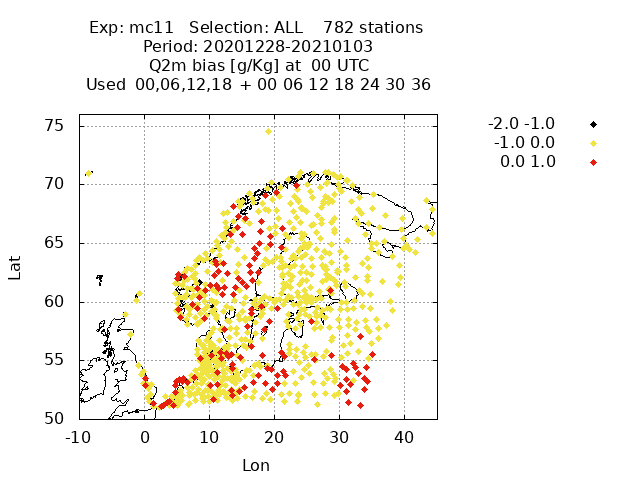 Exp: mc11 Selection: ALL 782 stations
Period: 20201228-20210103
Q2m bias [g/Kg] at 00 UTC
Used 00,06,12,18 + 00 06 12 18 24 30 36
-2.0 -1.0
-1.0 0.0
0.0 1.0
75
70
65
60
55
50
Lat
-10 0 10 20 30 40
Lon